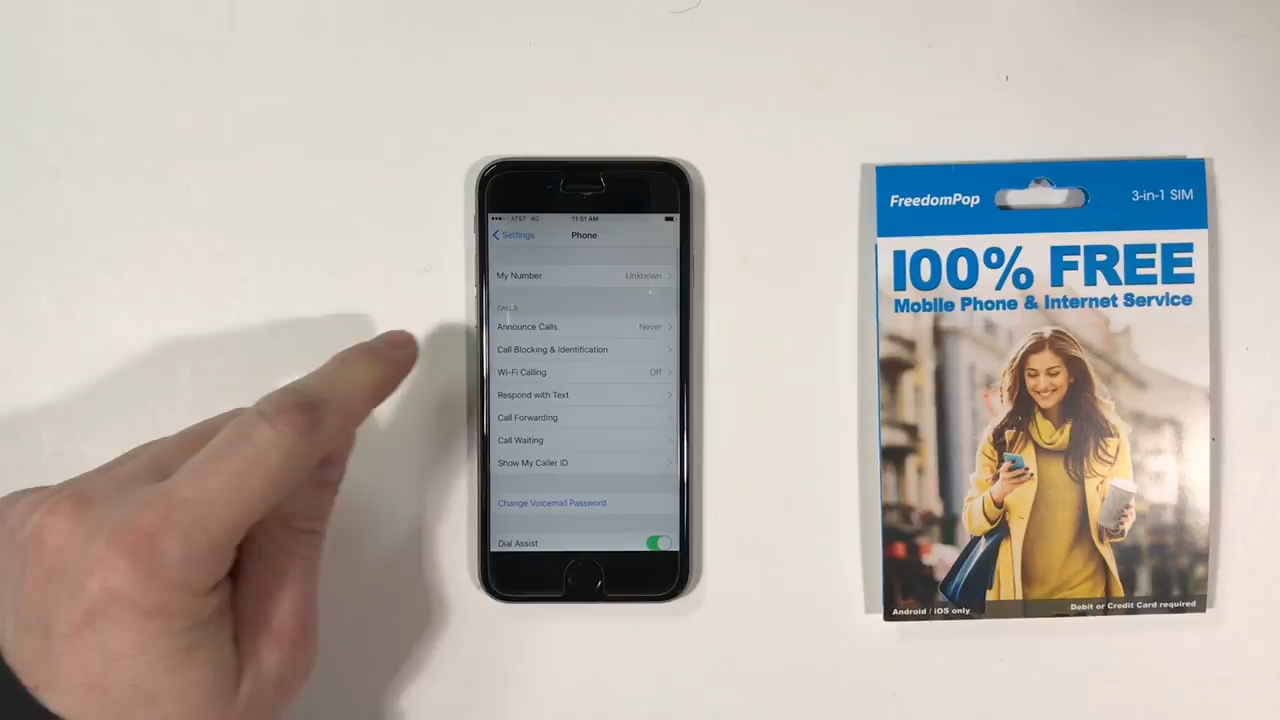 AT&T 4G 11:51 AM
Settings Phone
My Number Unknown
CALLS
Announce Calls Never
Call Blocking & Identification
Wi-Fi Calling Off
Respond with Text
Call Forwarding
Call Waiting
Show My Caller ID
Change Voicemail Password
Dial Assist
FreedomPop 3-in-1 SIM
100% FREE
Mobile Phone & Internet Service
Android / iOS only Debit or Credit Card required